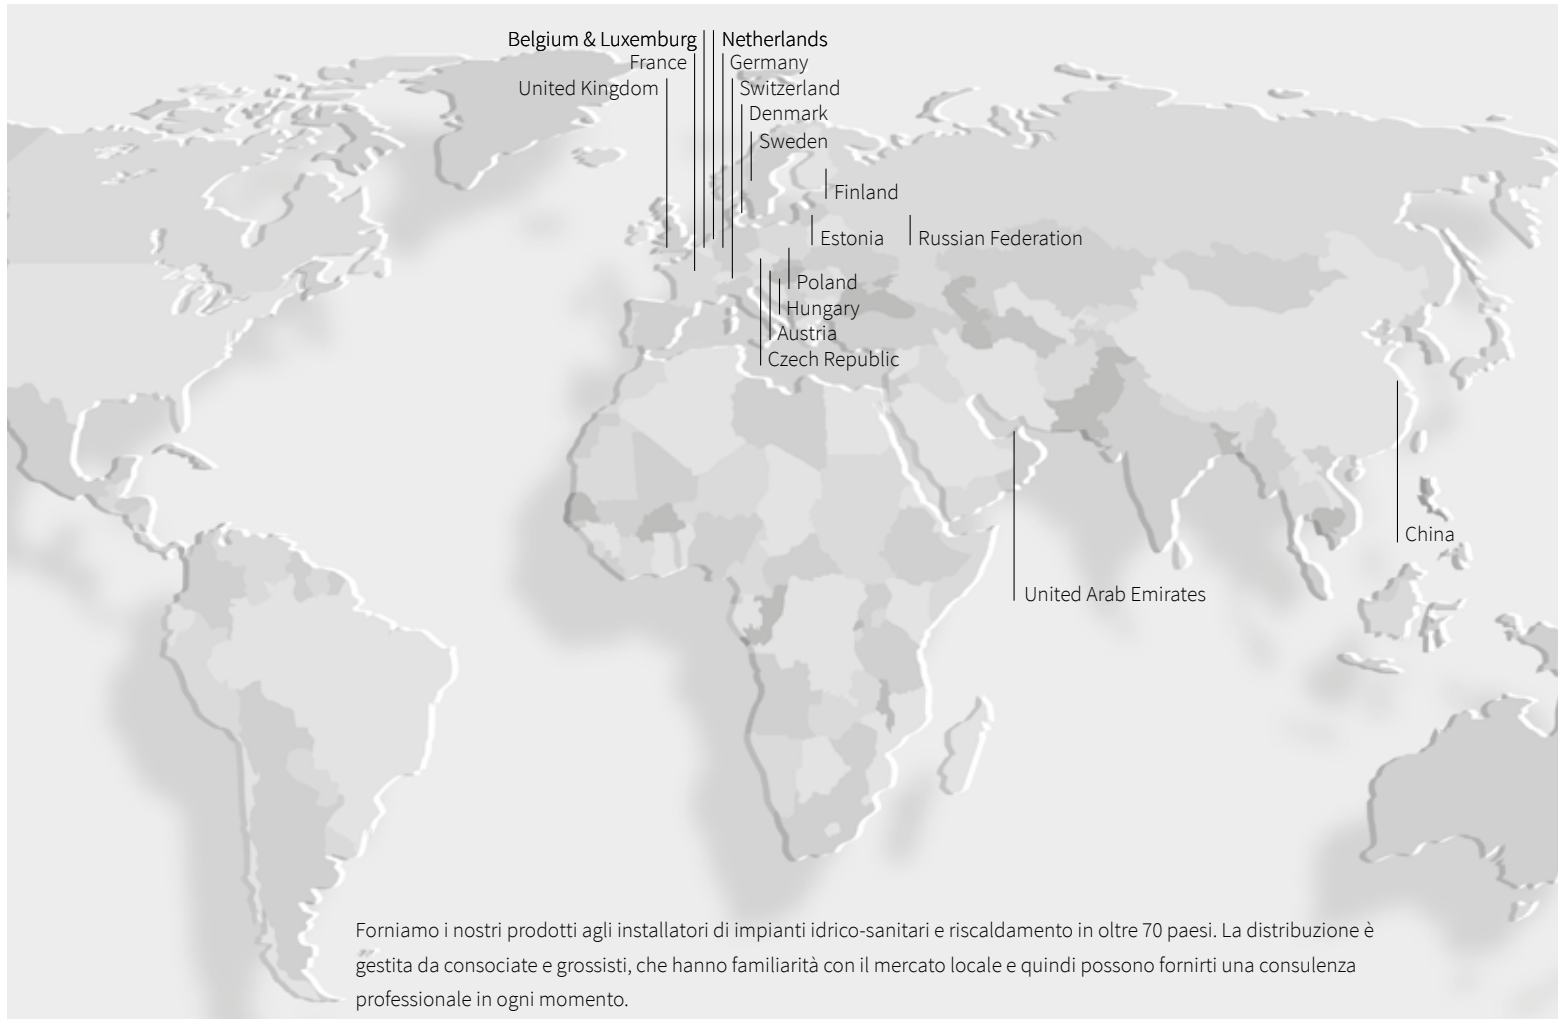 Belgium & Luxemburg
Netherlands
France
Germany
United Kingdom
Switzerland
Denmark
Sweden
Finland
Estonia
Russian Federation
Poland
Hungary
Austria
Czech Republic
China
United Arab Emirates
Forniamo i nostri prodotti agli installatori di impianti idrico-sanitari e riscaldamento in oltre 70 paesi. La distribuzione è
gestita da consociate e grossisti, che hanno familiarità con il mercato locale e quindi possono fornirti una consulenza
professionale in ogni momento.